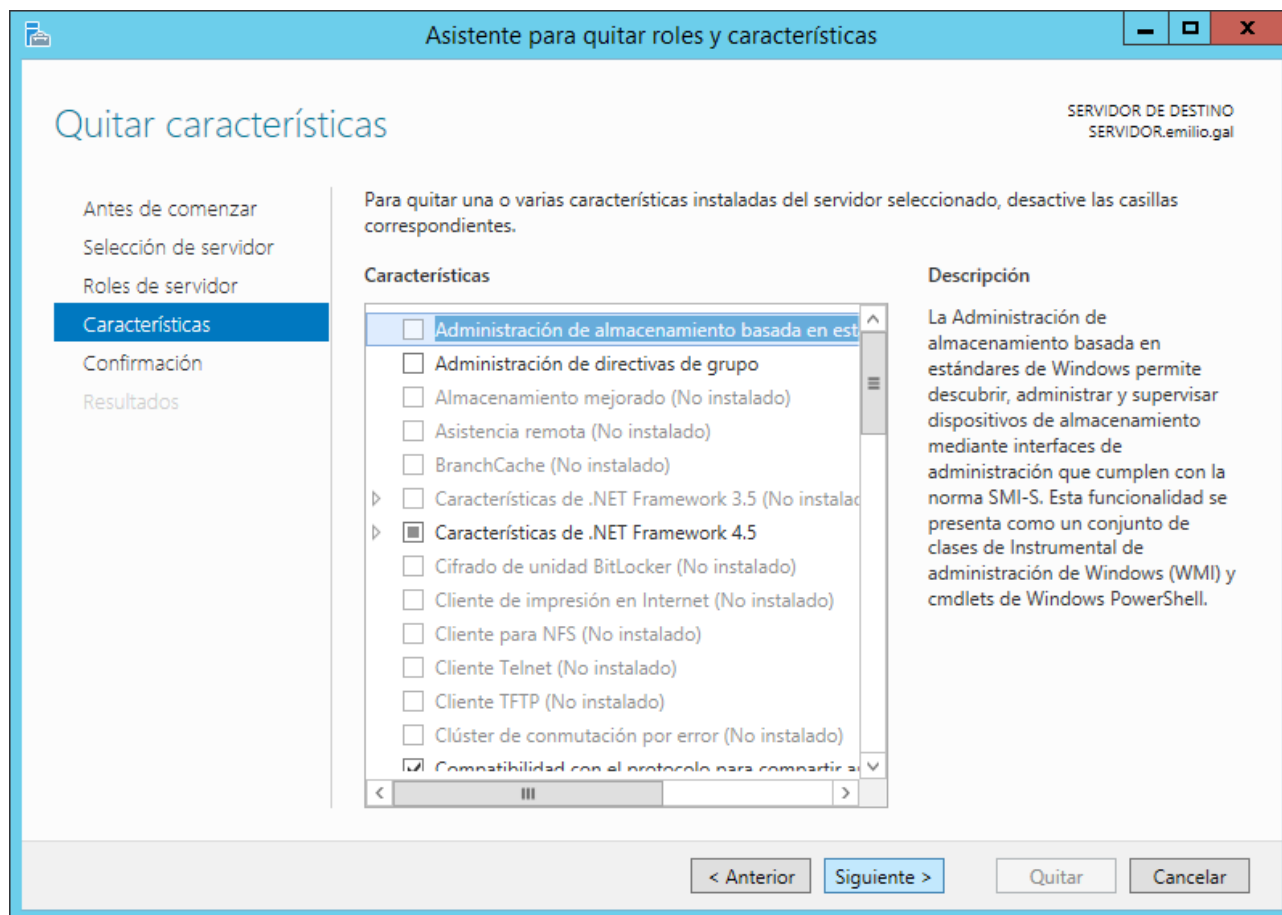 Asistente para quitar roles y características
Quitar características
SERVIDOR DE DESTINO
SERVIDOR.emilio.gal
Antes de comenzar
Selección de servidor
Roles de servidor
Características
Confirmación
Resultados
Para quitar una o varias características instaladas del servidor seleccionado, desactive las casillas
correspondientes.
Características
Administración de almacenamiento basada en est
Administración de directivas de grupo
Almacenamiento mejorado (No instalado)
Asistencia remota (No instalado)
BranchCache (No instalado)
Características de .NET Framework 3.5 (No instalad
Características de .NET Framework 4.5
Cifrado de unidad BitLocker (No instalado)
Cliente de impresión en Internet (No instalado)
Cliente para NFS (No instalado)
Cliente Telnet (No instalado)
Cliente TFTP (No instalado)
Clúster de conmutación por error (No instalado)
Compatibilidad con el protocolo para compartir a
Descripción
La Administración de
almacenamiento basada en
estándares de Windows permite
descubrir, administrar y supervisar
dispositivos de almacenamiento
mediante interfaces de
administración que cumplen con la
norma SMI-S. Esta funcionalidad se
presenta como un conjunto de
clases de Instrumental de
administración de Windows (WMI) y
cmdlets de Windows PowerShell.
< Anterior
Siguiente >
Quitar
Cancelar